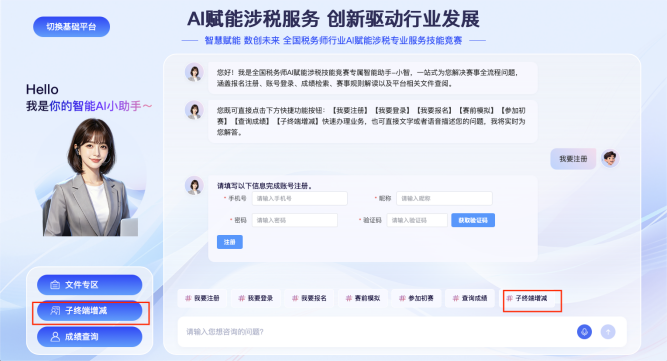 切换基础平台
AI赋能涉税服务 创新驱动行业发展
智慧赋能 数创未来 全国税务师行业AI赋能涉税专业服务技能竞赛
Hello
我是你的智能AI小助手~
您好！我是全国税务师AI赋能涉税技能竞赛专属智能助手-小智，一站式为您解决赛事全流程问题，
涵盖报名注册、账号登录、成绩检索、赛事规则解读以及平台相关文件查阅。
您既可直接点击下方快捷功能按钮：【我要注册】【我要登录】【我要报名】【赛前模拟】【参加初
赛】【查询成绩】【子终端增减】快速办理业务，也可直接文字或者语音描述您的问题，我将实时为
您解答。
我要注册
请填写以下信息完成账号注册。
* 手机号 请输入手机号 * 昵称 请输入昵称
* 密码 请输入密码 * 验证码 请输入验证码 获取验证码
注册
文件专区
子终端增减
成绩查询
# 我要注册 # 我要登录 # 我要报名 # 赛前模拟 # 参加初赛 # 查询成绩 # 子终端增减
请输入您想咨询的问题?